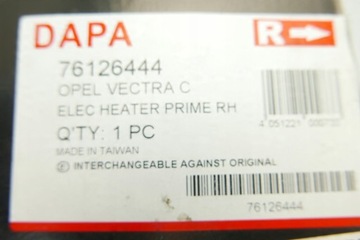 DAPA R
76126444
OPEL VECTRA C
ELEC HEATER PRIME RH
Q'TY: 1 PC
MADE IN TAIWAN
INTERCHANGEABLE AGAINST ORIGINAL
76126444